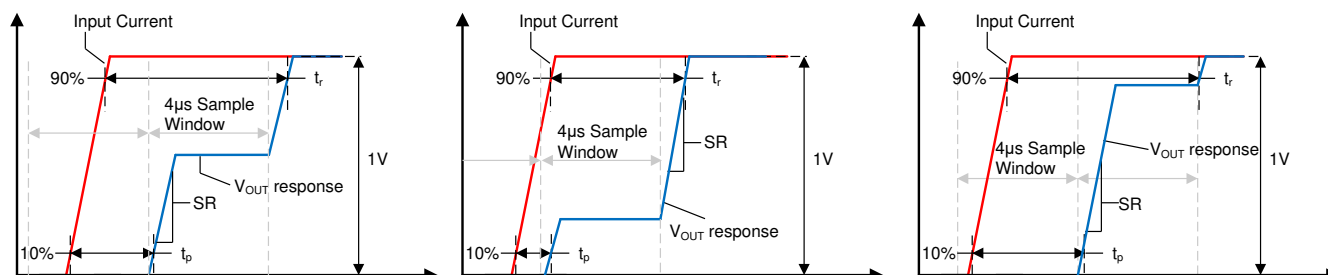 Input Current
90%
t_r
4µs Sample
Window
1V
V_OUT response
SR
10%
t_p
Input Current
90%
t_r
4µs Sample
Window
SR
1V
V_OUT response
10%
t_p
Input Current
90%
t_r
4µs Sample
Window
V_OUT response
1V
SR
10%
t_p